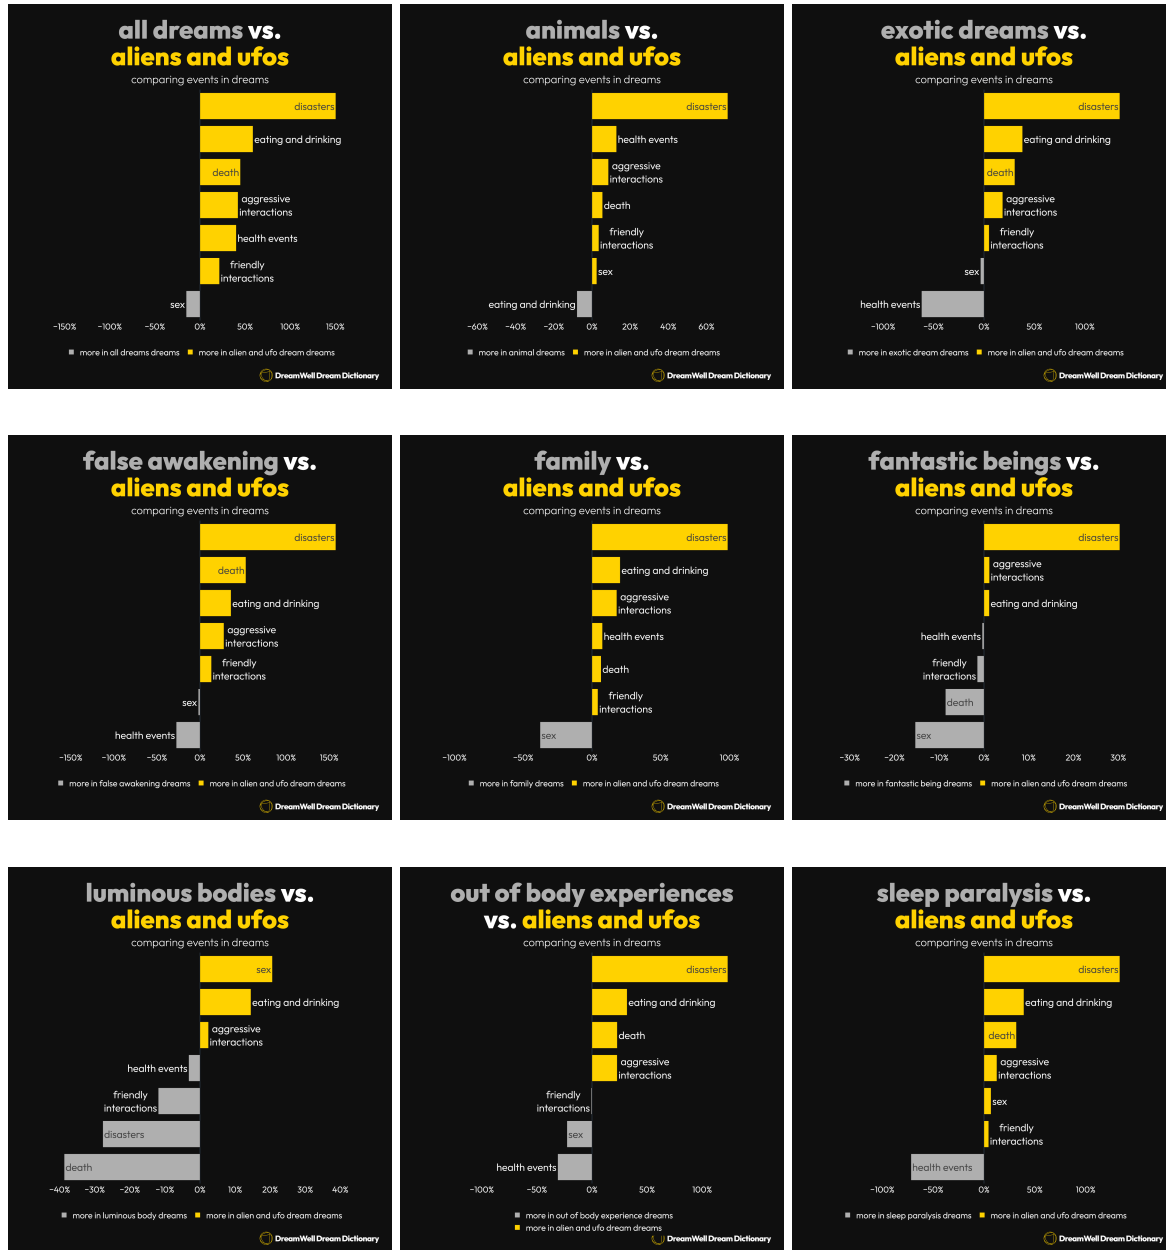 all dreams vs.
aliens and ufos
comparing events in dreams
disasters
eating and drinking
death
aggressive
interactions
health events
friendly
interactions
sex
−150% −100% −50% 0% 50% 100% 150%
more in all dreams dreams more in alien and ufo dream dreams
DreamWell Dream Dictionary
animals vs.
aliens and ufos
comparing events in dreams
disasters
health events
aggressive
interactions
death
friendly
interactions
sex
eating and drinking
−60% −40% −20% 0% 20% 40% 60%
more in animal dreams more in alien and ufo dream dreams
DreamWell Dream Dictionary
exotic dreams vs.
aliens and ufos
comparing events in dreams
disasters
eating and drinking
death
aggressive
interactions
friendly
interactions
sex
health events
−100% −50% 0% 50% 100%
more in exotic dream dreams more in alien and ufo dream dreams
DreamWell Dream Dictionary
false awakening vs.
aliens and ufos
comparing events in dreams
disasters
death
eating and drinking
aggressive
interactions
friendly
interactions
sex
health events
−150% −100% −50% 0% 50% 100% 150%
more in false awakening dreams more in alien and ufo dream dreams
DreamWell Dream Dictionary
family vs.
aliens and ufos
comparing events in dreams
disasters
eating and drinking
aggressive
interactions
health events
death
friendly
interactions
sex
−100% −50% 0% 50% 100%
more in family dreams more in alien and ufo dream dreams
DreamWell Dream Dictionary
fantastic beings vs.
aliens and ufos
comparing events in dreams
disasters
aggressive
interactions
eating and drinking
health events
friendly
interactions
death
sex
−30% −20% −10% 0% 10% 20% 30%
more in fantastic being dreams more in alien and ufo dream dreams
DreamWell Dream Dictionary
luminous bodies vs.
aliens and ufos
comparing events in dreams
sex
eating and drinking
aggressive
interactions
health events
friendly
interactions
disasters
death
−40% −30% −20% −10% 0% 10% 20% 30% 40%
more in luminous body dreams more in alien and ufo dream dreams
DreamWell Dream Dictionary
out of body experiences
vs. aliens and ufos
comparing events in dreams
disasters
eating and drinking
death
aggressive
interactions
friendly
interactions
sex
health events
−100% −50% 0% 50% 100%
more in out of body experience dreams
more in alien and ufo dream dreams
DreamWell Dream Dictionary
sleep paralysis vs.
aliens and ufos
comparing events in dreams
disasters
eating and drinking
death
aggressive
interactions
sex
friendly
interactions
health events
−100% −50% 0% 50% 100%
more in sleep paralysis dreams more in alien and ufo dream dreams
DreamWell Dream Dictionary